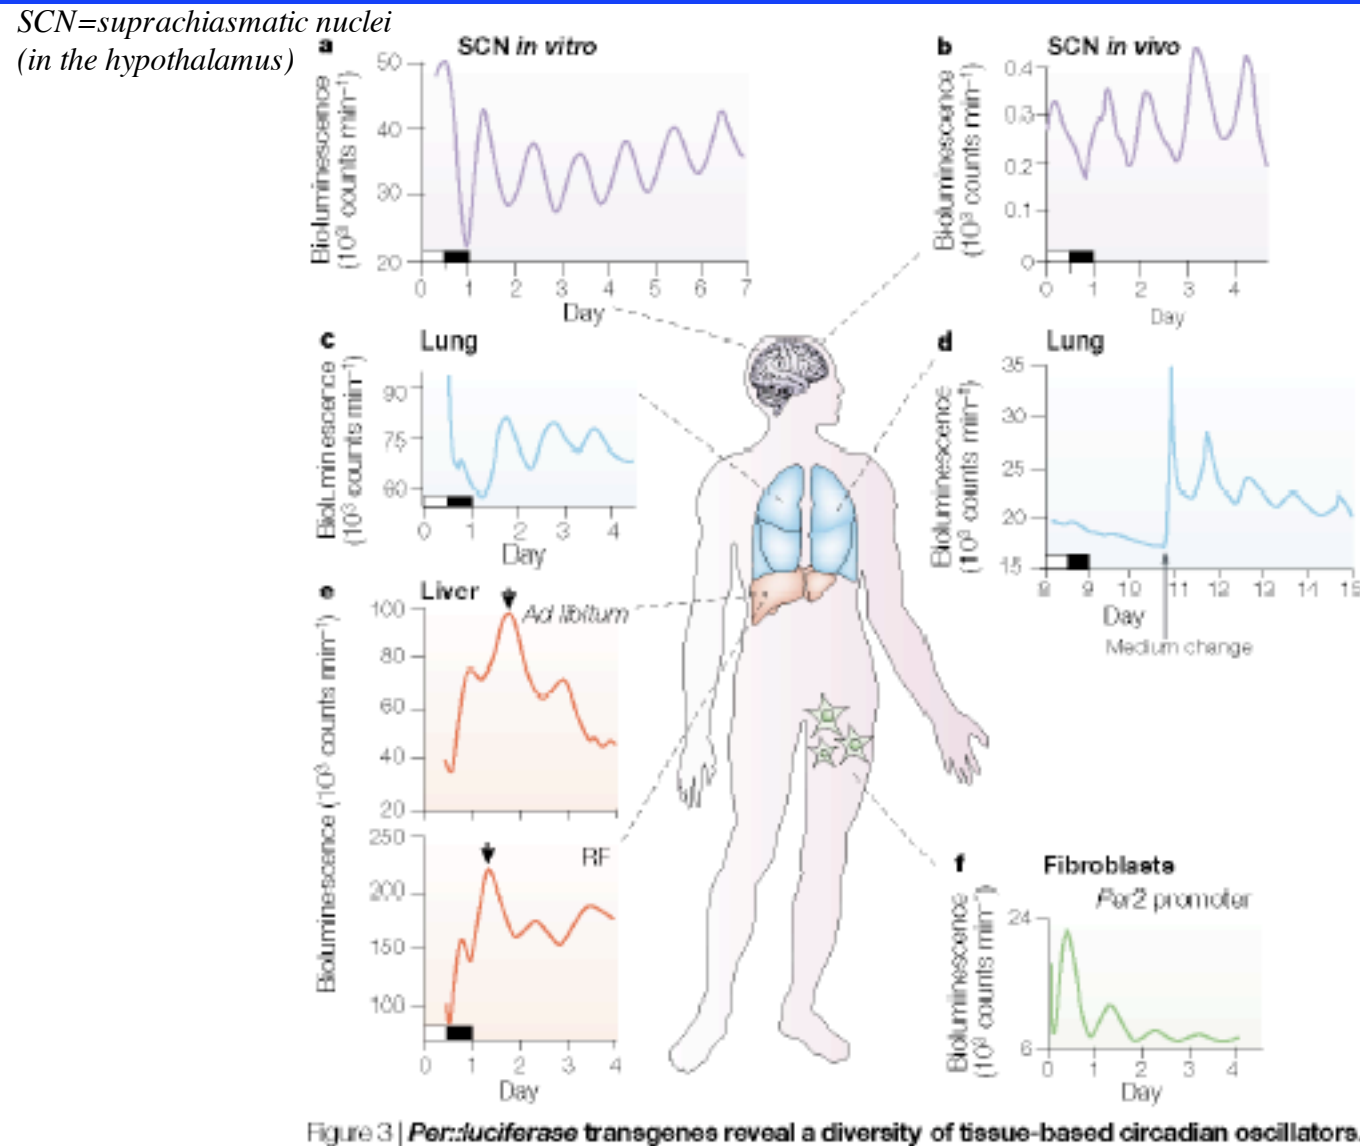 SCN=suprachiasmatic nuclei
(in the hypothalamus)
a
SCN in vitro
Bioluminescence
(10³ counts min⁻¹)
50
40
30
20
0 1 2 3 4 5 6 7
Day
b
SCN in vivo
Bioluminescence
(10³ counts min⁻¹)
0.4
0.3
0.2
0.1
0
0 1 2 3 4
Day
c
Lung
Bioluminescence
(10³ counts min⁻¹)
90
75
60
0 1 2 3 4
Day
d
Lung
Bioluminescence
(10³ counts min⁻¹)
35
30
25
20
15
8 9 10 11 12 13 14 15
Day
Medium change
e
Liver
Ad libitum
Bioluminescence (10³ counts min⁻¹)
100
80
60
40
20
RF
250
200
150
100
0 1 2 3 4
Day
f
Fibroblasts
Per2 promoter
Bioluminescence
(10³ counts min⁻¹)
24
6
0 1 2 3 4
Day
Figure 3 | Per::luciferase transgenes reveal a diversity of tissue-based circadian oscillators